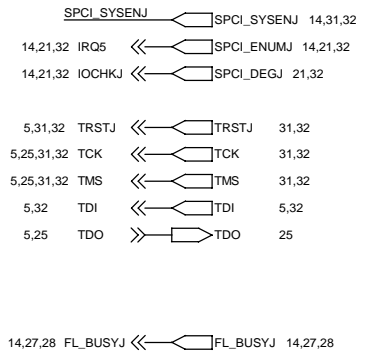 SPCI_SYSENJ SPCI_SYSENJ 14,31,32
14,21,32 IRQ5 SPCI_ENUMJ 14,21,32
14,21,32 IOCHKJ SPCI_DEGJ 21,32
5,31,32 TRSTJ TRSTJ 31,32
5,25,31,32 TCK TCK 31,32
5,25,31,32 TMS TMS 31,32
5,32 TDI TDI 5,32
5,25 TDO TDO 25
14,27,28 FL_BUSYJ FL_BUSYJ 14,27,28